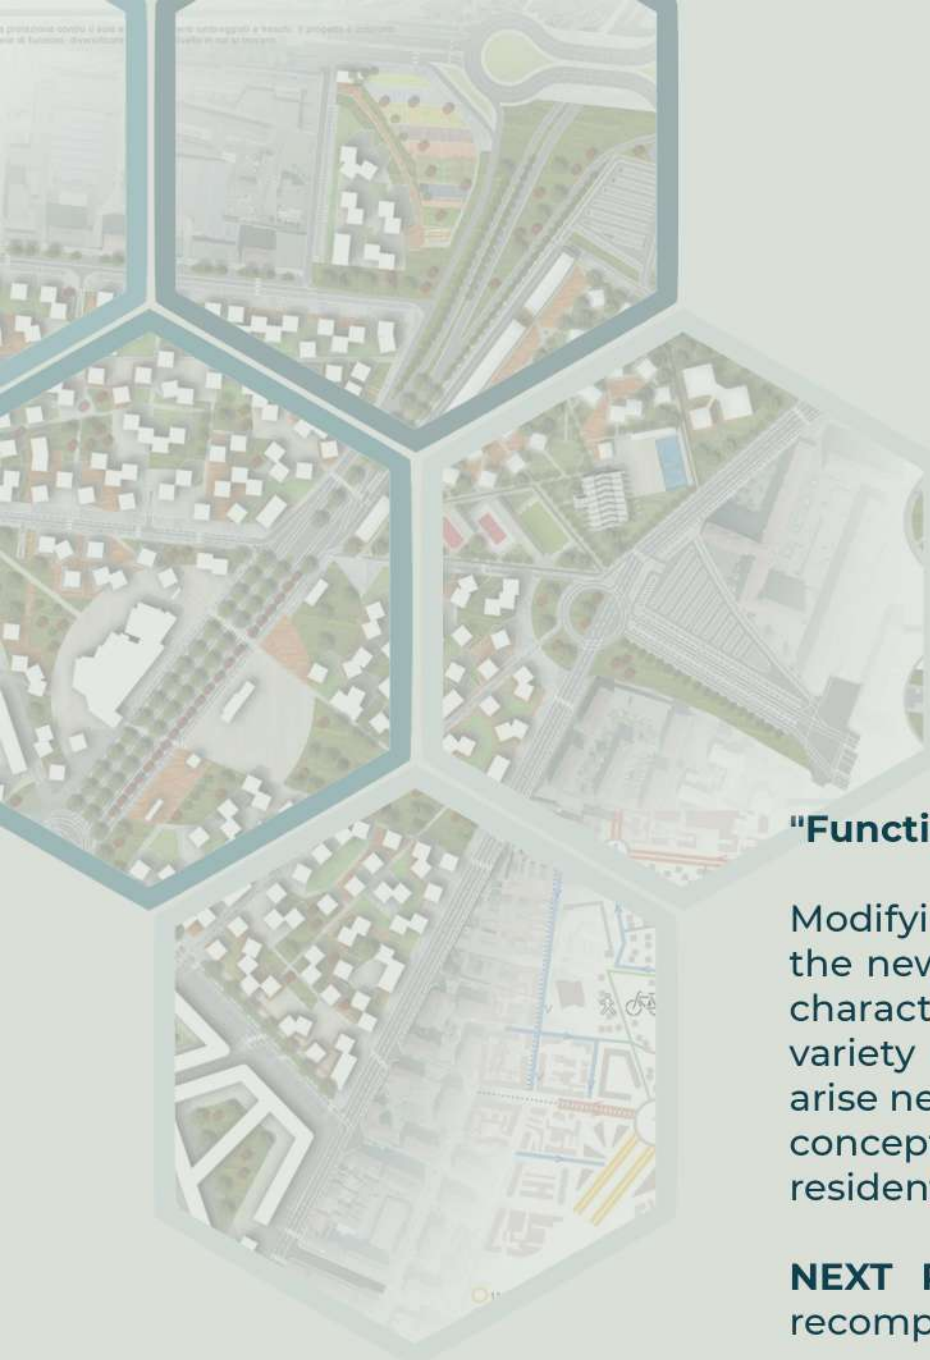 "Functi
Modifyi
the nev
charact
variety
arise ne
concept
residen
NEXT
recomp